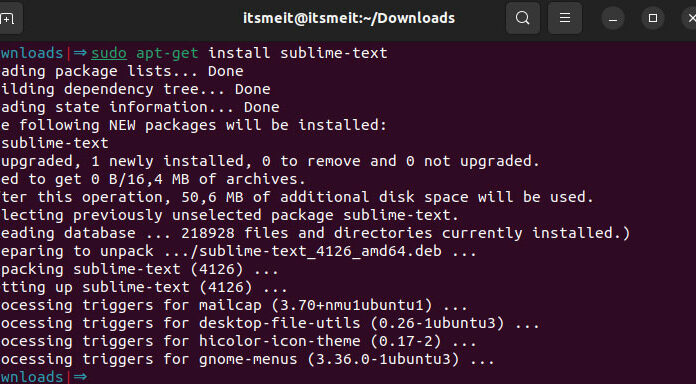 itsmeit@itsmeit:~/Downloads
wnloads|⇒ sudo apt-get install sublime-text
ading package lists... Done
ilding dependency tree... Done
ading state information... Done
e following NEW packages will be installed:
sublime-text
upgraded, 1 newly installed, 0 to remove and 0 not upgraded.
ed to get 0 B/16,4 MB of archives.
ter this operation, 50,6 MB of additional disk space will be used.
lecting previously unselected package sublime-text.
eading database ... 218928 files and directories currently installed.)
eparing to unpack .../sublime-text_4126_amd64.deb ...
packing sublime-text (4126) ...
tting up sublime-text (4126) ...
ocessing triggers for mailcap (3.70+nmu1ubuntu1) ...
ocessing triggers for desktop-file-utils (0.26-1ubuntu3) ...
ocessing triggers for hicolor-icon-theme (0.17-2) ...
ocessing triggers for gnome-menus (3.36.0-1ubuntu3) ...
wnloads|⇒